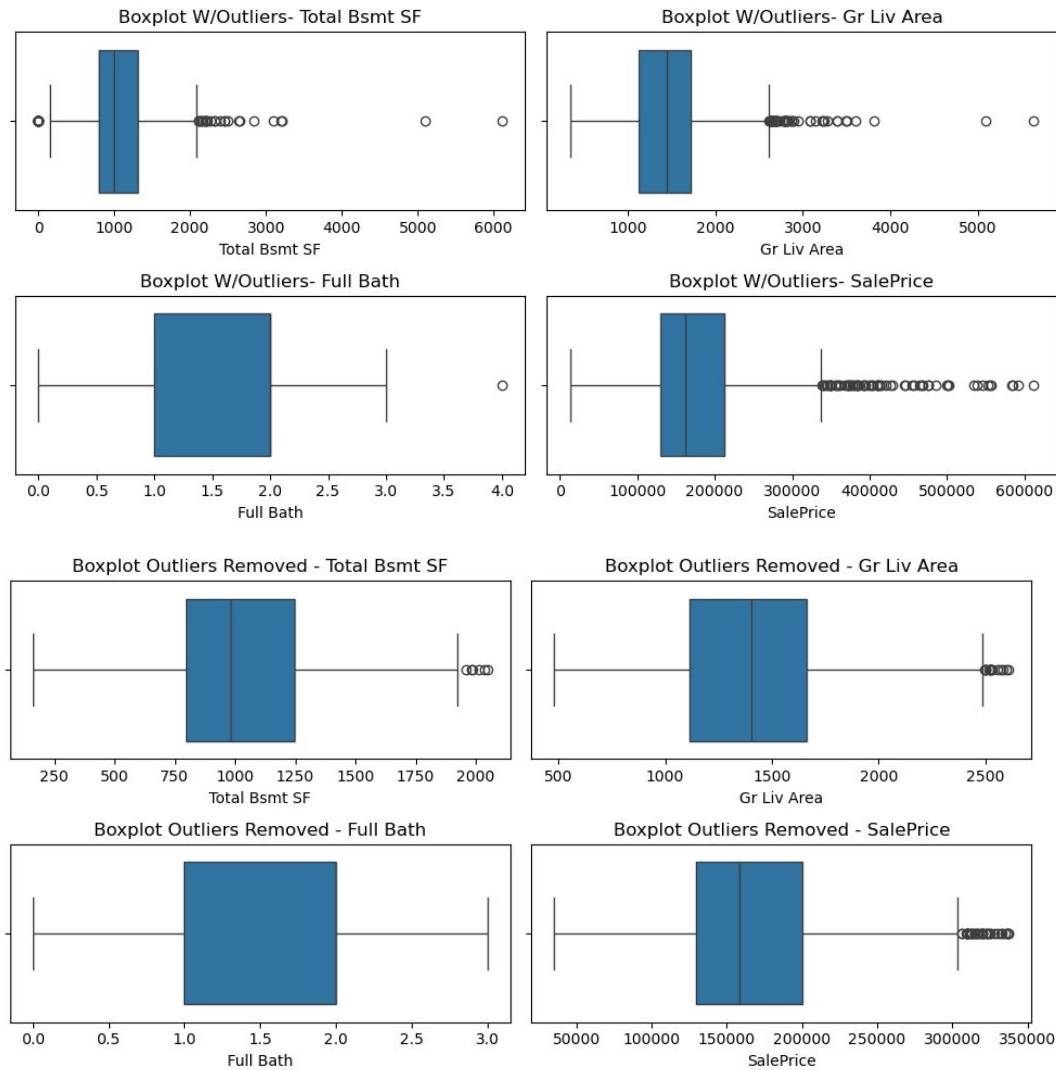 Boxplot W/Outliers- Total Bsmt SF
Boxplot W/Outliers- Gr Liv Area
0 1000 2000 3000 4000 5000 6000
1000 2000 3000 4000 5000
Total Bsmt SF
Gr Liv Area
Boxplot W/Outliers- Full Bath
Boxplot W/Outliers- SalePrice
0.0 0.5 1.0 1.5 2.0 2.5 3.0 3.5 4.0
0 100000 200000 300000 400000 500000 600000
Full Bath
SalePrice
Boxplot Outliers Removed - Total Bsmt SF
Boxplot Outliers Removed - Gr Liv Area
250 500 750 1000 1250 1500 1750 2000
500 1000 1500 2000 2500
Total Bsmt SF
Gr Liv Area
Boxplot Outliers Removed - Full Bath
Boxplot Outliers Removed - SalePrice
0.0 0.5 1.0 1.5 2.0 2.5 3.0
50000 100000 150000 200000 250000 300000 350000
Full Bath
SalePrice